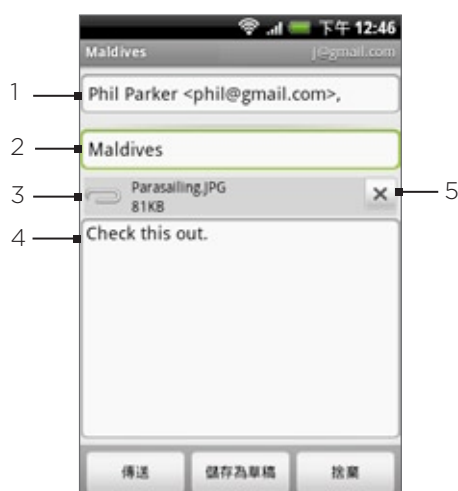 下午 12:46
Maldives j@gmail.com
1 Phil Parker <phil@gmail.com>,
2 Maldives
3 Parasailing.JPG 5
81KB
4 Check this out.
傳送 儲存為草稿 捨棄